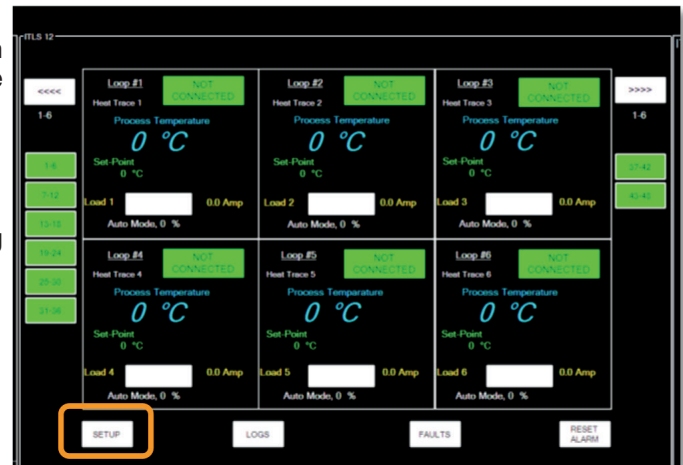 ITLS 12
<<<<
1-6
1-6
7-12
13-18
19-24
25-30
31-36
Loop #1
NOT CONNECTED
Heat Trace 1
Process Temperature
0 °C
Set-Point
0 °C
Load 1
0.0 Amp
Auto Mode, 0 %
Loop #2
NOT CONNECTED
Heat Trace 2
Process Temperature
0 °C
Set-Point
0 °C
Load 2
0.0 Amp
Auto Mode, 0 %
Loop #3
NOT CONNECTED
Heat Trace 3
Process Temperature
0 °C
Set-Point
0 °C
Load 3
0.0 Amp
Auto Mode, 0 %
Loop #4
NOT CONNECTED
Heat Trace 4
Process Temperature
0 °C
Set-Point
0 °C
Load 4
0.0 Amp
Auto Mode, 0 %
Loop #5
NOT CONNECTED
Heat Trace 5
Process Temparature
0 °C
Set-Point
0 °C
Load 5
0.0 Amp
Auto Mode, 0 %
Loop #6
NOT CONNECTED
Heat Trace 6
Process Temperature
0 °C
Set-Point
0 °C
Load 6
0.0 Amp
Auto Mode, 0 %
>>>>
1-6
37-42
SETUP
LOGS
FAULTS
RESET ALARM